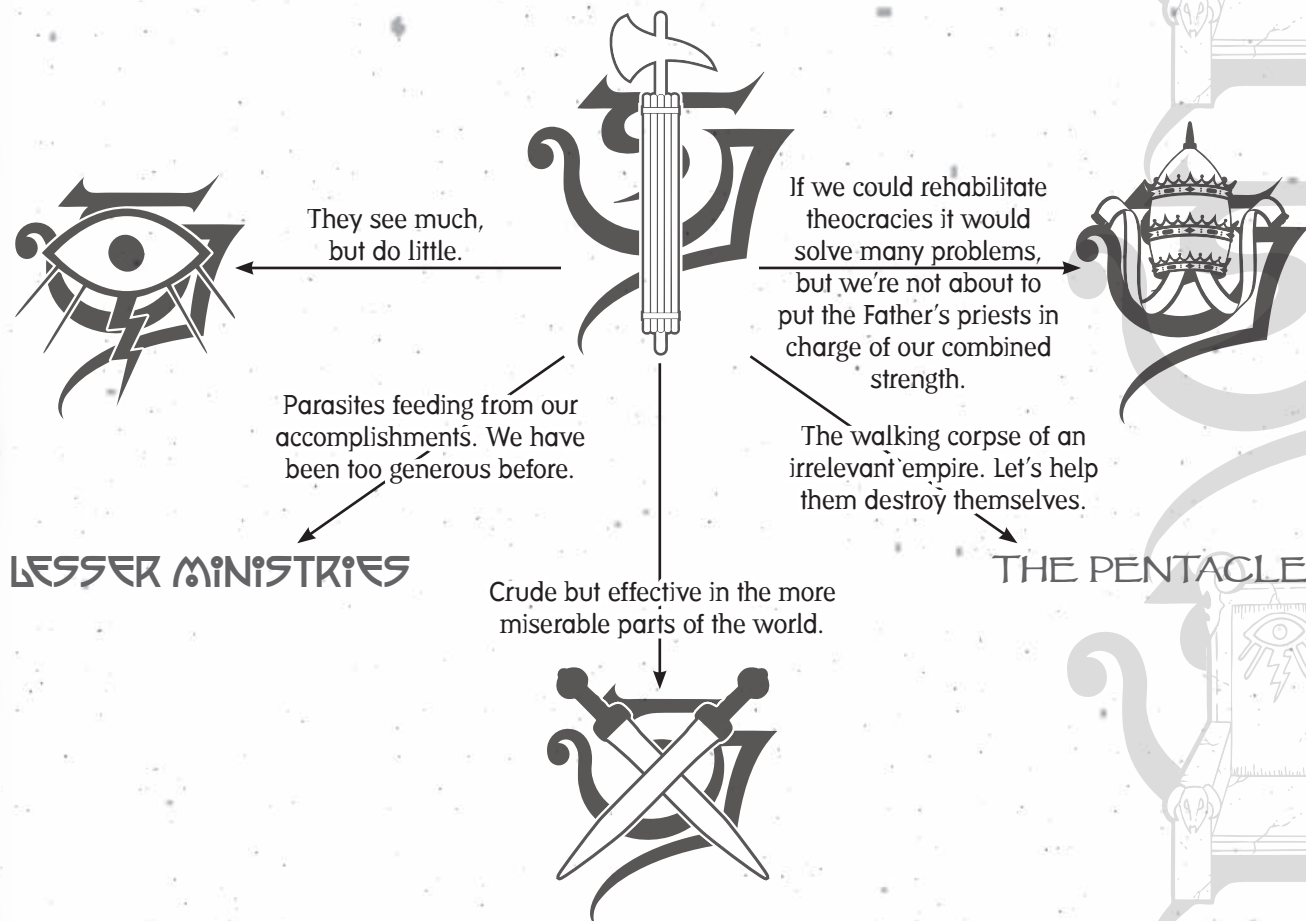 They see much,
but do little.
If we could rehabilitate
theocracies it would
solve many problems,
but we're not about to
put the Father's priests in
charge of our combined
strength.
Parasites feeding from our
accomplishments. We have
been too generous before.
The walking corpse of an
irrelevant empire. Let's help
them destroy themselves.
LESSER MINISTRIES
THE PENTACLE
Crude but effective in the more
miserable parts of the world.